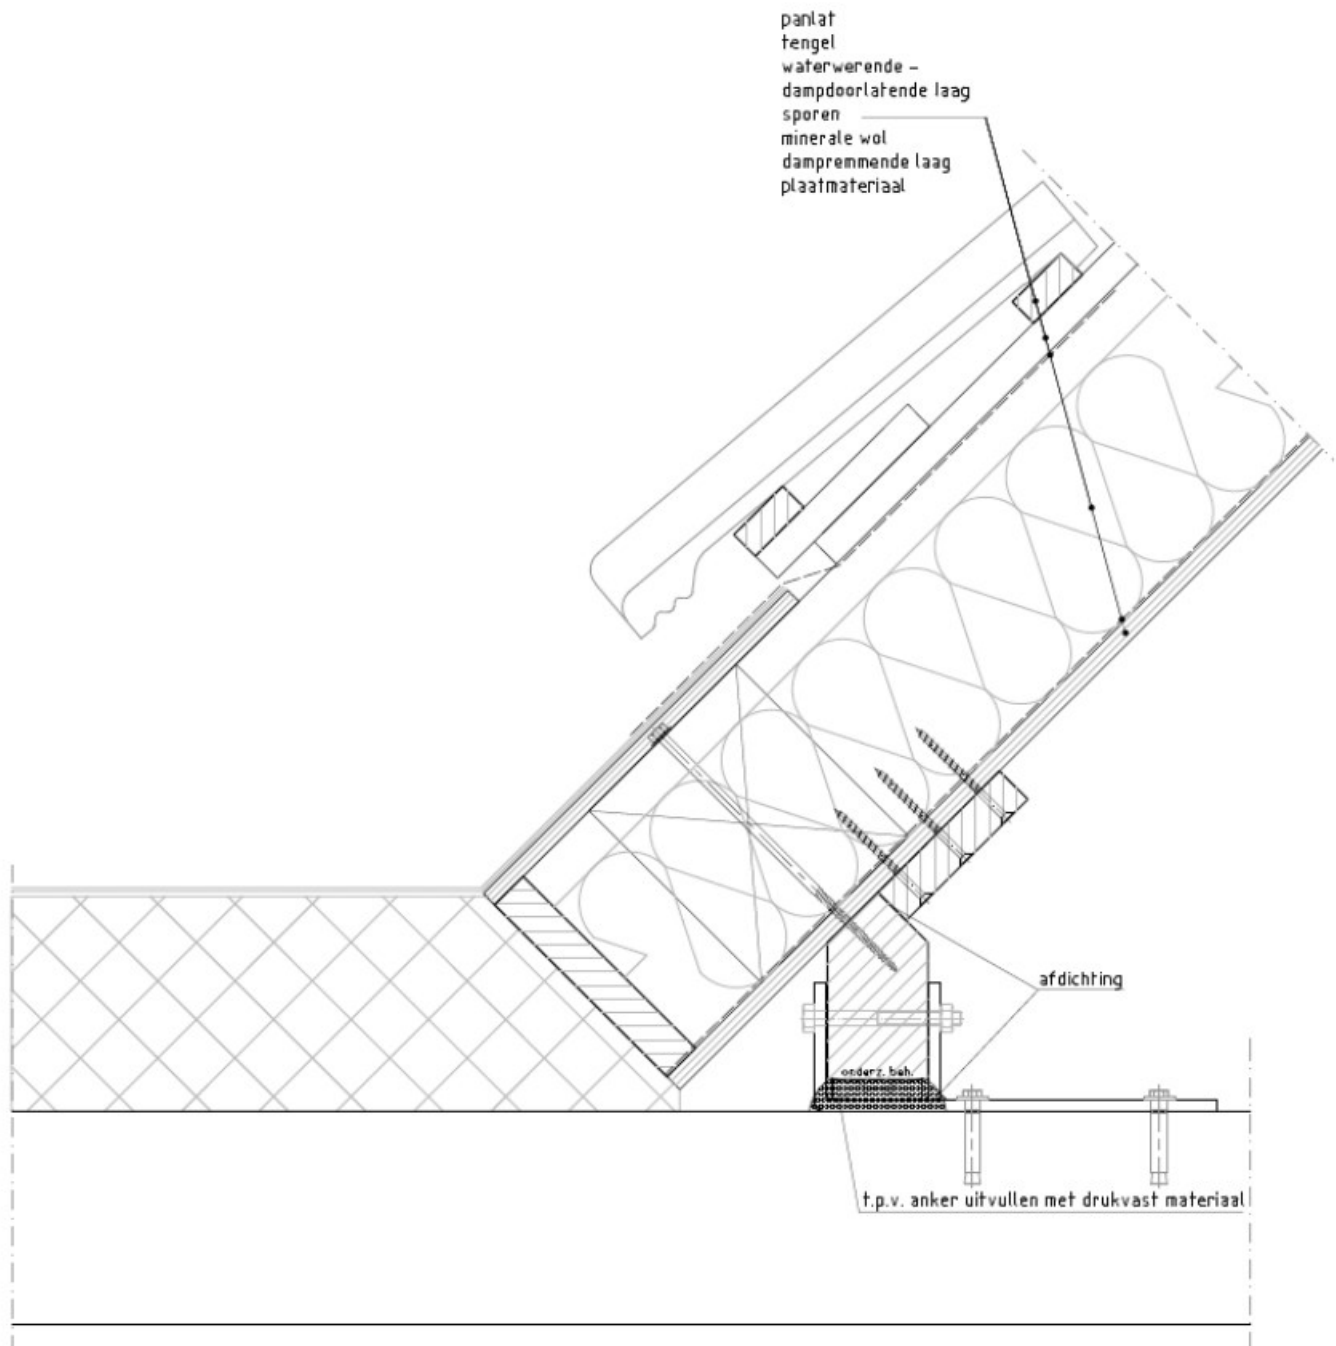 panlat
tengel
waterwerende -
dampdoorlatende laag
sporen
minerale wol
dampremmende laag
plaatmateriaal
afdichting
onderz. beh.
t.p.v. anker uitvullen met drukvast materiaal